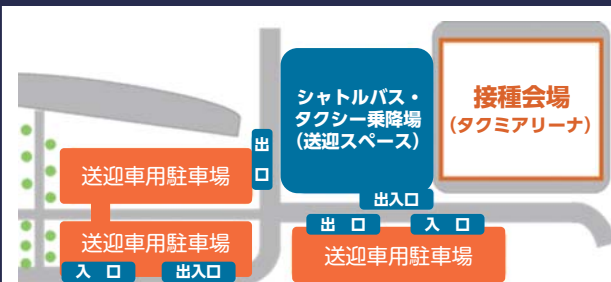 シャトルバス・
タクシー乗降場
(送迎スペース)
接種会場
(タクミアリーナ)
出口
送迎車用駐車場
出入口
出 口
入 口
送迎車用駐車場
送迎車用駐車場
入 口
出入口